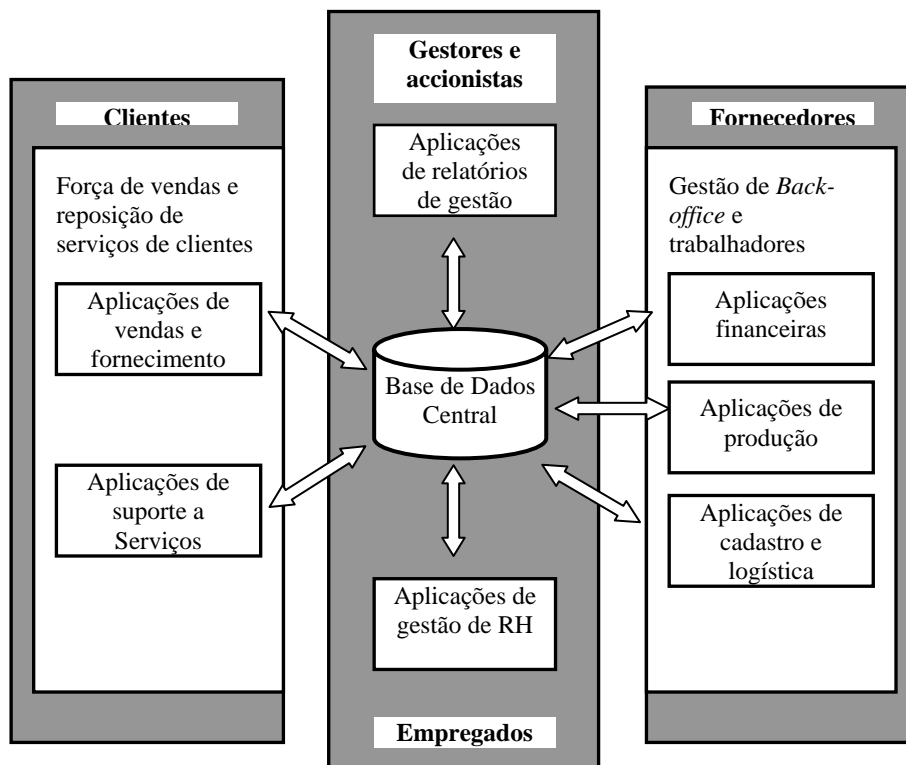 Gestores e
accionistas
Aplicações
de relatórios
de gestão
Clientes
Força de vendas e
reposição de
serviços de clientes
Aplicações de
vendas e
fornecimento
Aplicações de
suporte a
Serviços
Base de Dados
Central
Aplicações de
gestão de RH
Empregados
Fornecedores
Gestão de Back-
office e
trabalhadores
Aplicações
financeiras
Aplicações de
produção
Aplicações de
cadastro e
logística